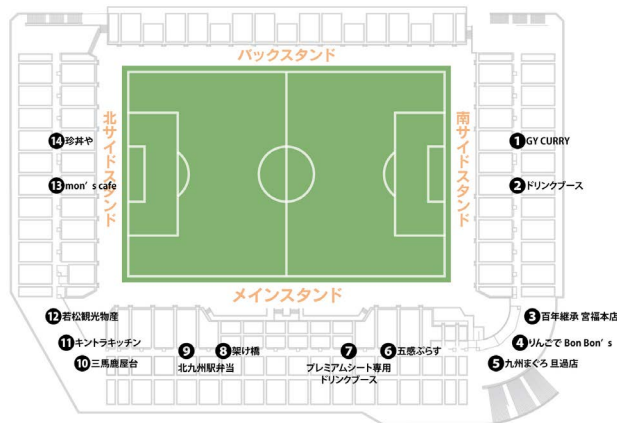 バックスタンド
北サイドスタンド
南サイドスタンド
14 珍丼や
1 GY CURRY
13 mon's cafe
2 ドリンクブース
メインスタンド
12 若松観光物産
3 百年継承 宮福本店
11 キントラキッチン
4 りんごで Bon Bon's
10 三馬鹿屋台
9
北九州駅弁当
8 架け橋
7
プレミアムシート専用
ドリンクブース
6 五感ぷらす
5 九州まぐろ 旦過店